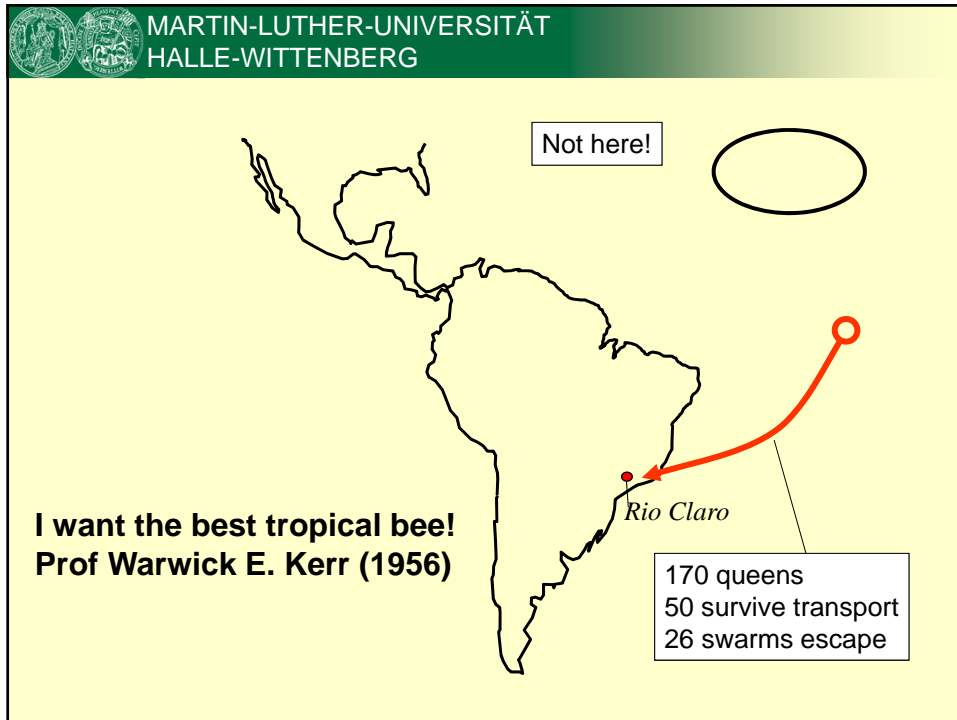 MARTIN-LUTHER-UNIVERSITÄT
HALLE-WITTENBERG
Not here!
Rio Claro
I want the best tropical bee!
Prof Warwick E. Kerr (1956)
170 queens
50 survive transport
26 swarms escape